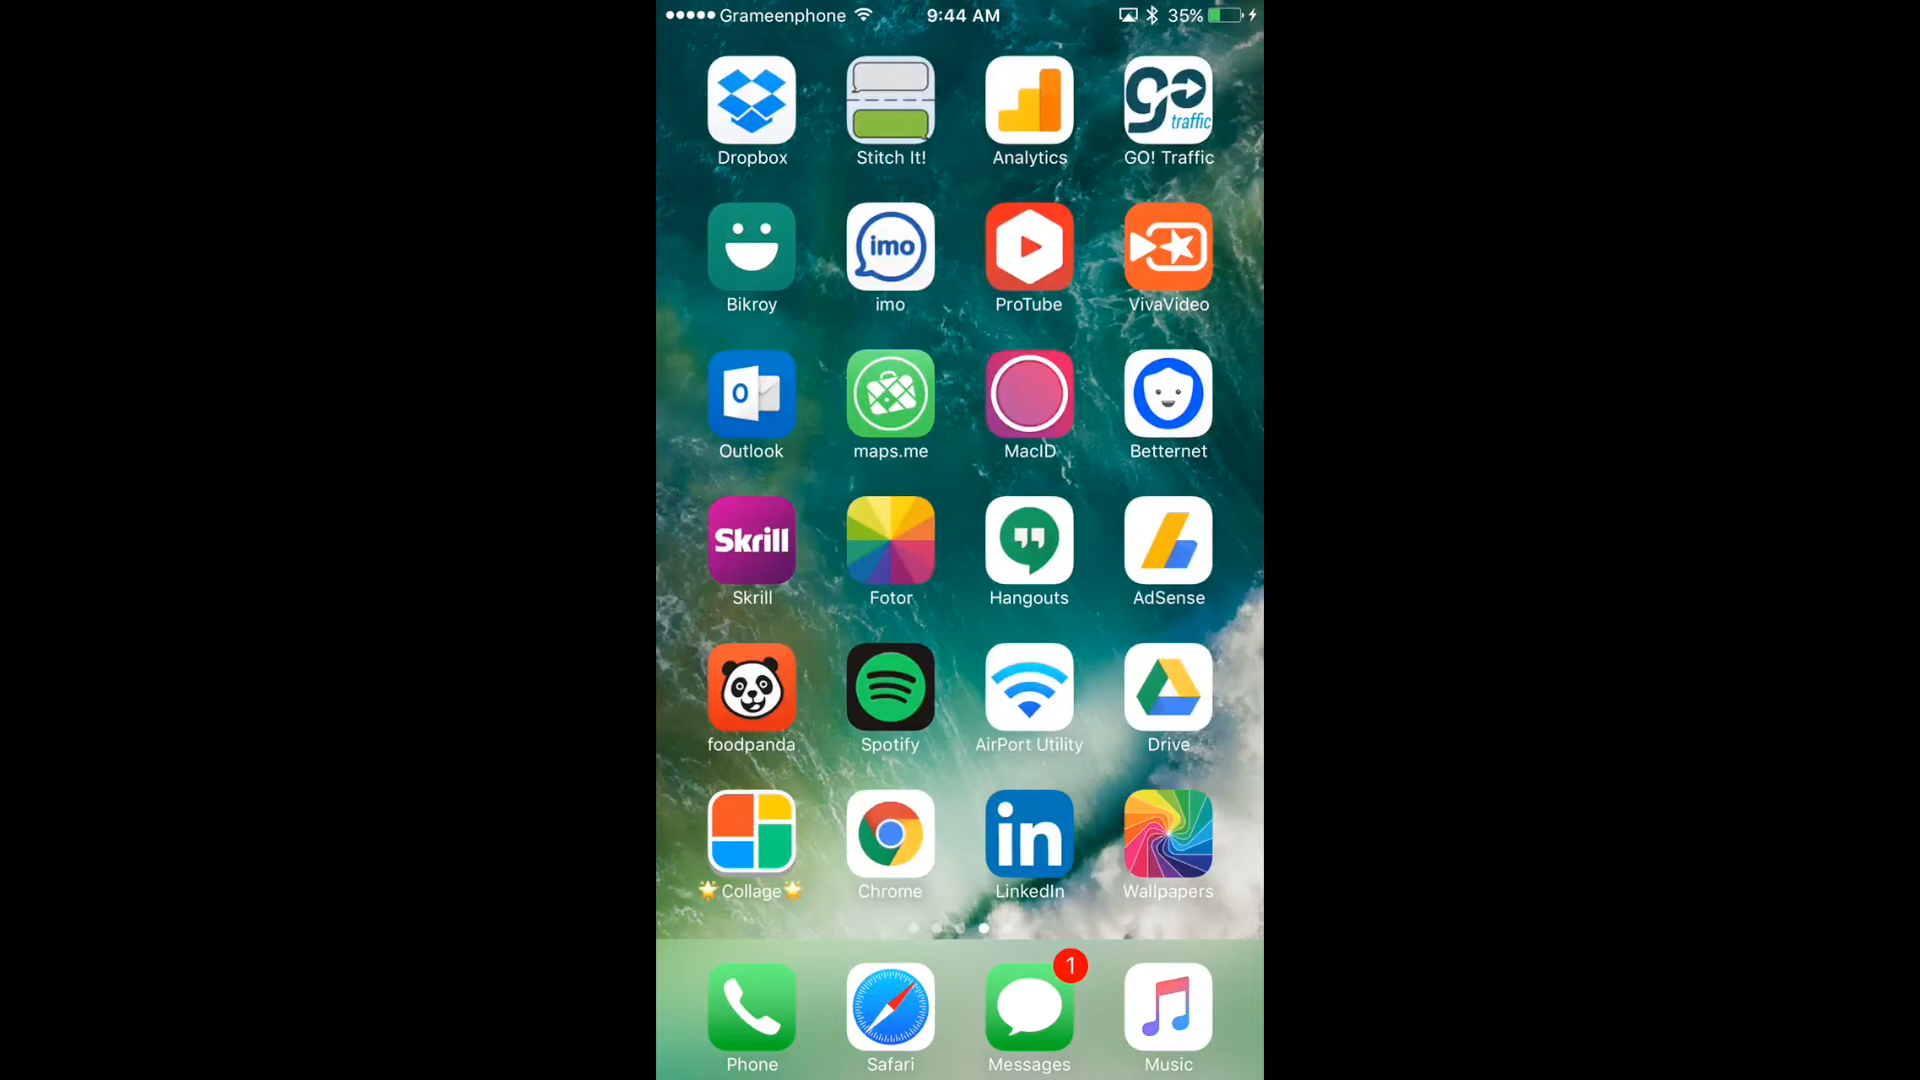 Grameenphone 9:44 AM 35%
go
traffic
Dropbox Stitch It! Analytics GO! Traffic
imo
Bikroy imo ProTube VivaVideo
O
Outlook maps.me MacID Betternet
Skrill
Skrill Fotor Hangouts AdSense
foodpanda Spotify AirPort Utility Drive
in
🌟Collage🌟 Chrome LinkedIn Wallpapers
1
Phone Safari Messages Music